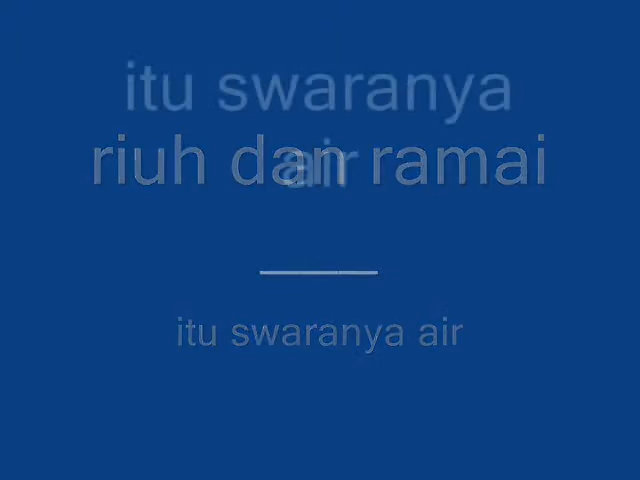 itu swaranya
air
riuh dan ramai
itu swaranya air